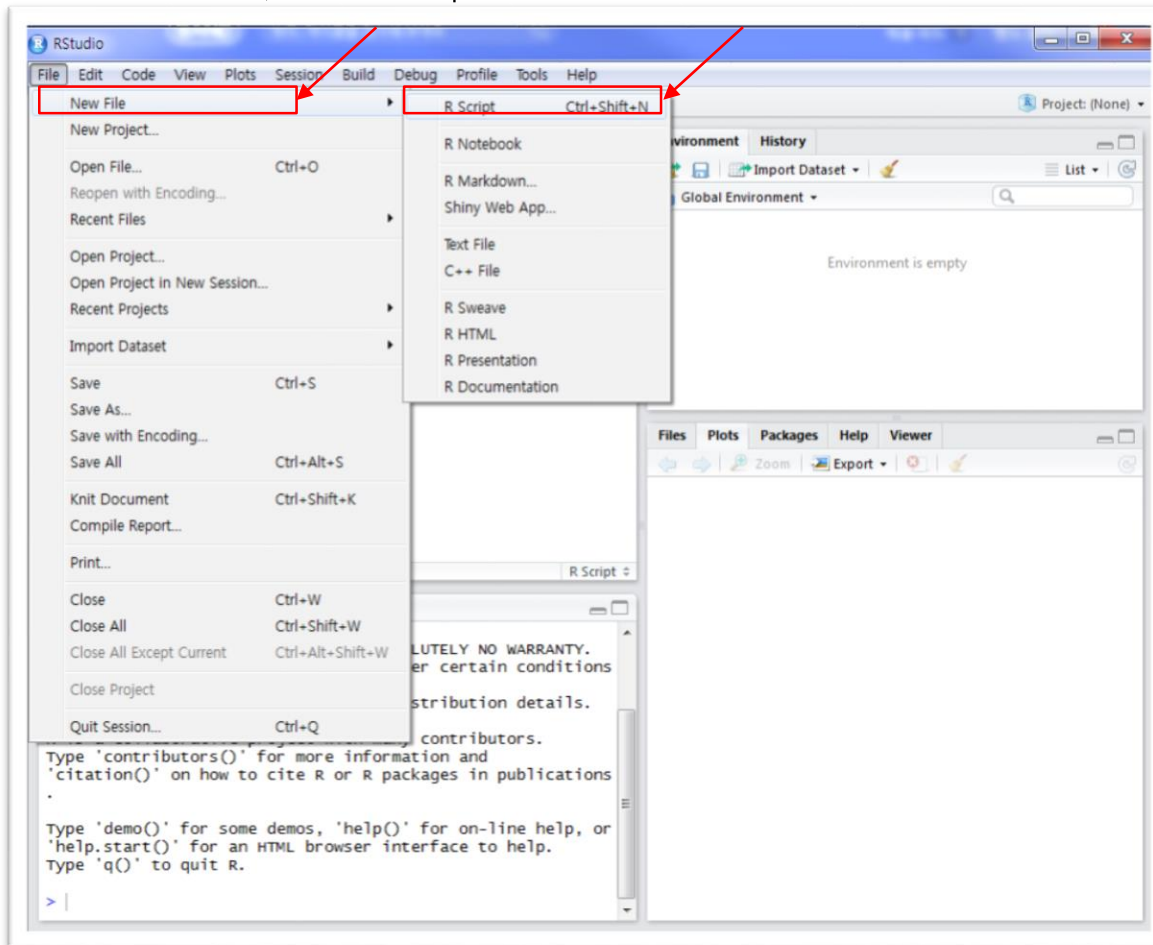 RStudio
File Edit Code View Plots Session Build Debug Profile Tools Help
New File
New Project...
Open File... Ctrl+O
Reopen with Encoding...
Recent Files
Open Project...
Open Project in New Session...
Recent Projects
Import Dataset
Save Ctrl+S
Save As...
Save with Encoding...
Save All Ctrl+Alt+S
Knit Document Ctrl+Shift+K
Compile Report...
Print...
Close Ctrl+W
Close All Ctrl+Shift+W
Close All Except Current Ctrl+Alt+Shift+W
Close Project
Quit Session... Ctrl+Q
R Script Ctrl+Shift+N
R Notebook
R Markdown...
Shiny Web App...
Text File
C++ File
R Sweave
R HTML
R Presentation
R Documentation
Project: (None)
vironment History
Import Dataset List
Global Environment
Environment is empty
Files Plots Packages Help Viewer
Zoom Export
R Script
LUTELY NO WARRANTY.
er certain conditions
stribution details.
contributors.
Type 'contributors()' for more information and
'citation()' on how to cite R or R packages in publications
.
Type 'demo()' for some demos, 'help()' for on-line help, or
'help.start()' for an HTML browser interface to help.
Type 'q()' to quit R.
>